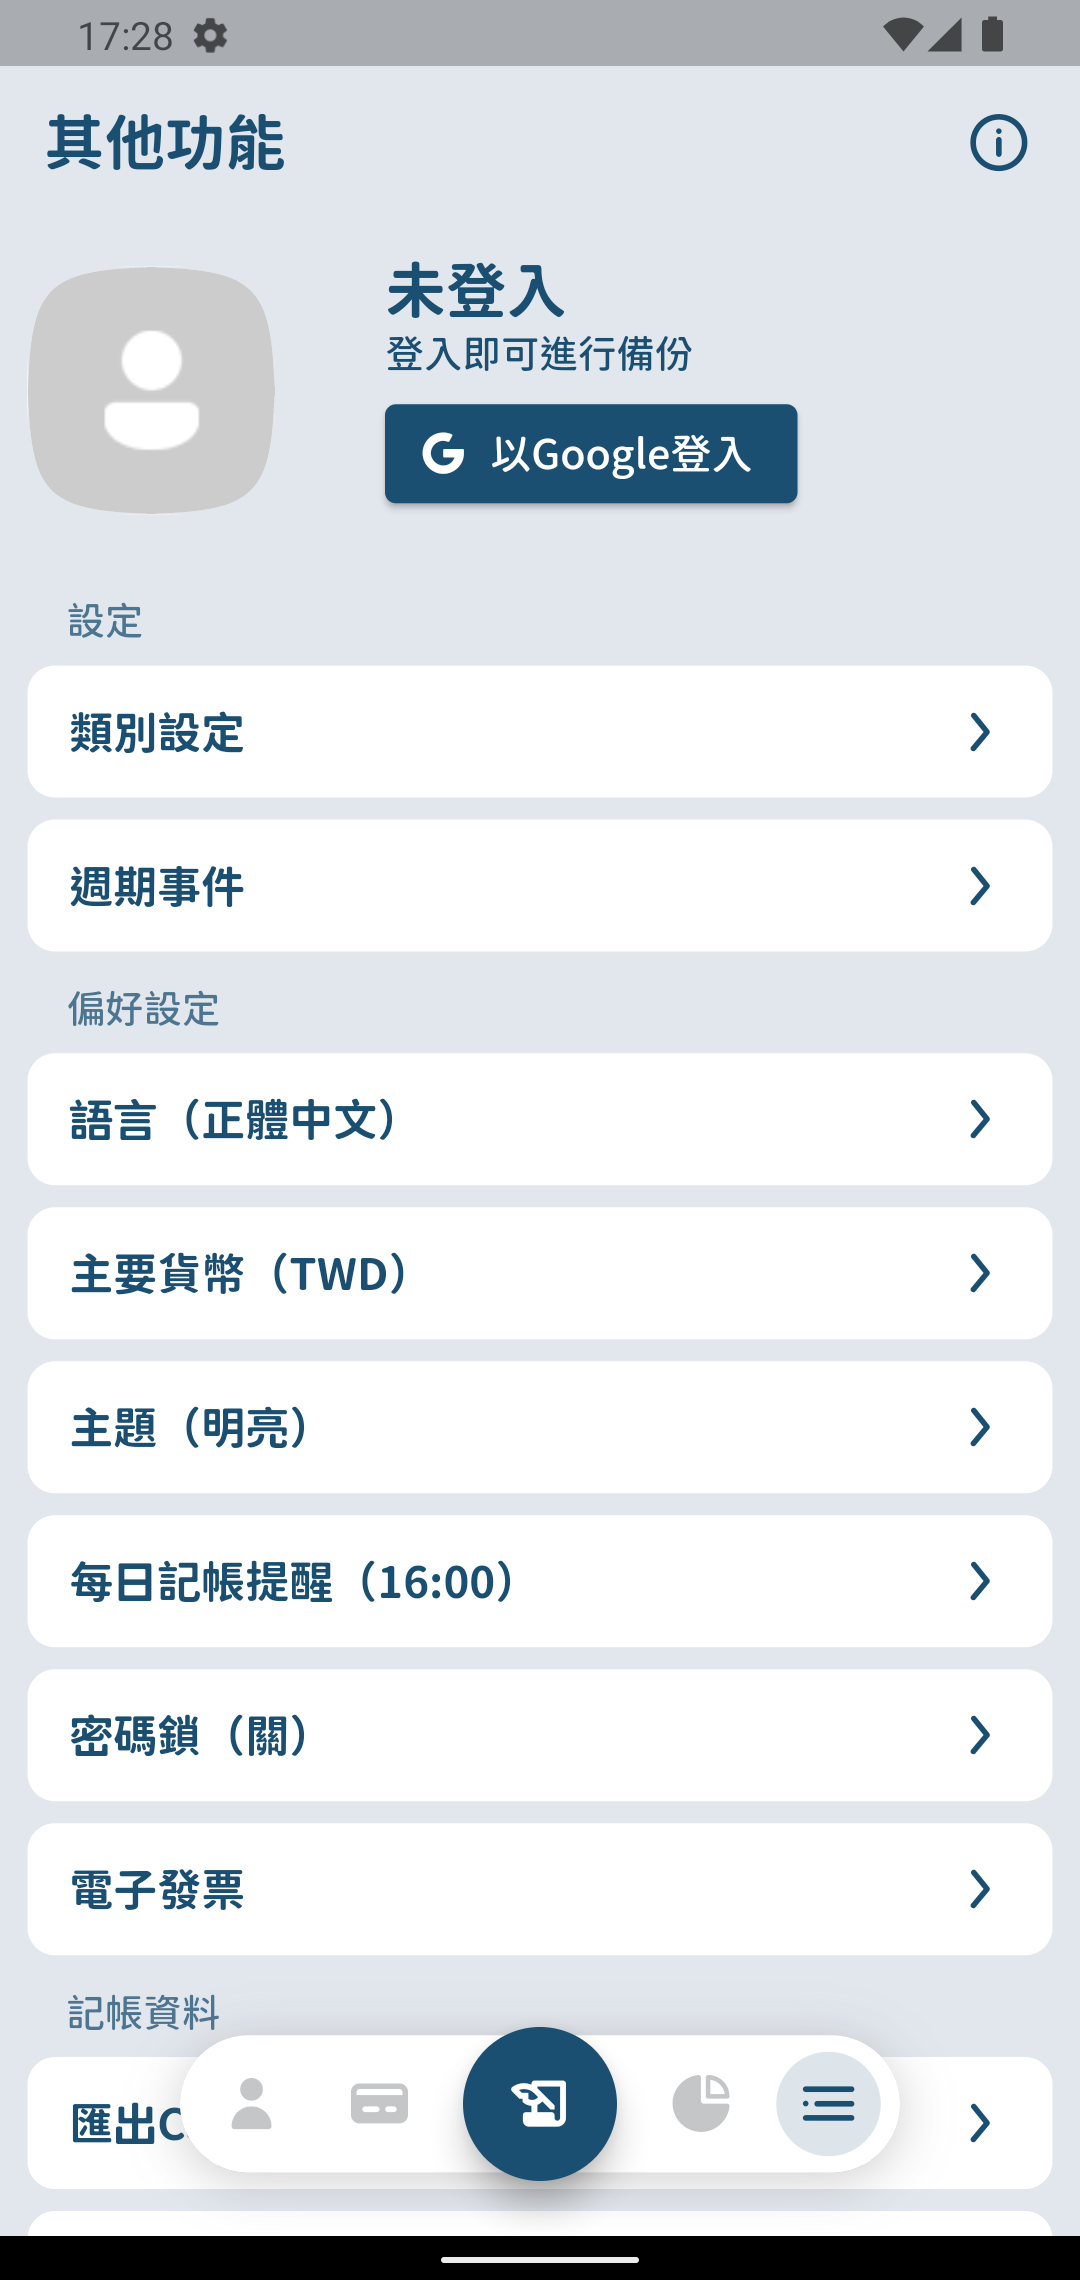 17:28
其他功能
未登入
登入即可進行備份
以Google登入
設定
類別設定
週期事件
偏好設定
語言（正體中文）
主要貨幣（TWD）
主題（明亮）
每日記帳提醒（16:00）
密碼鎖（關）
電子發票
記帳資料
匯出C